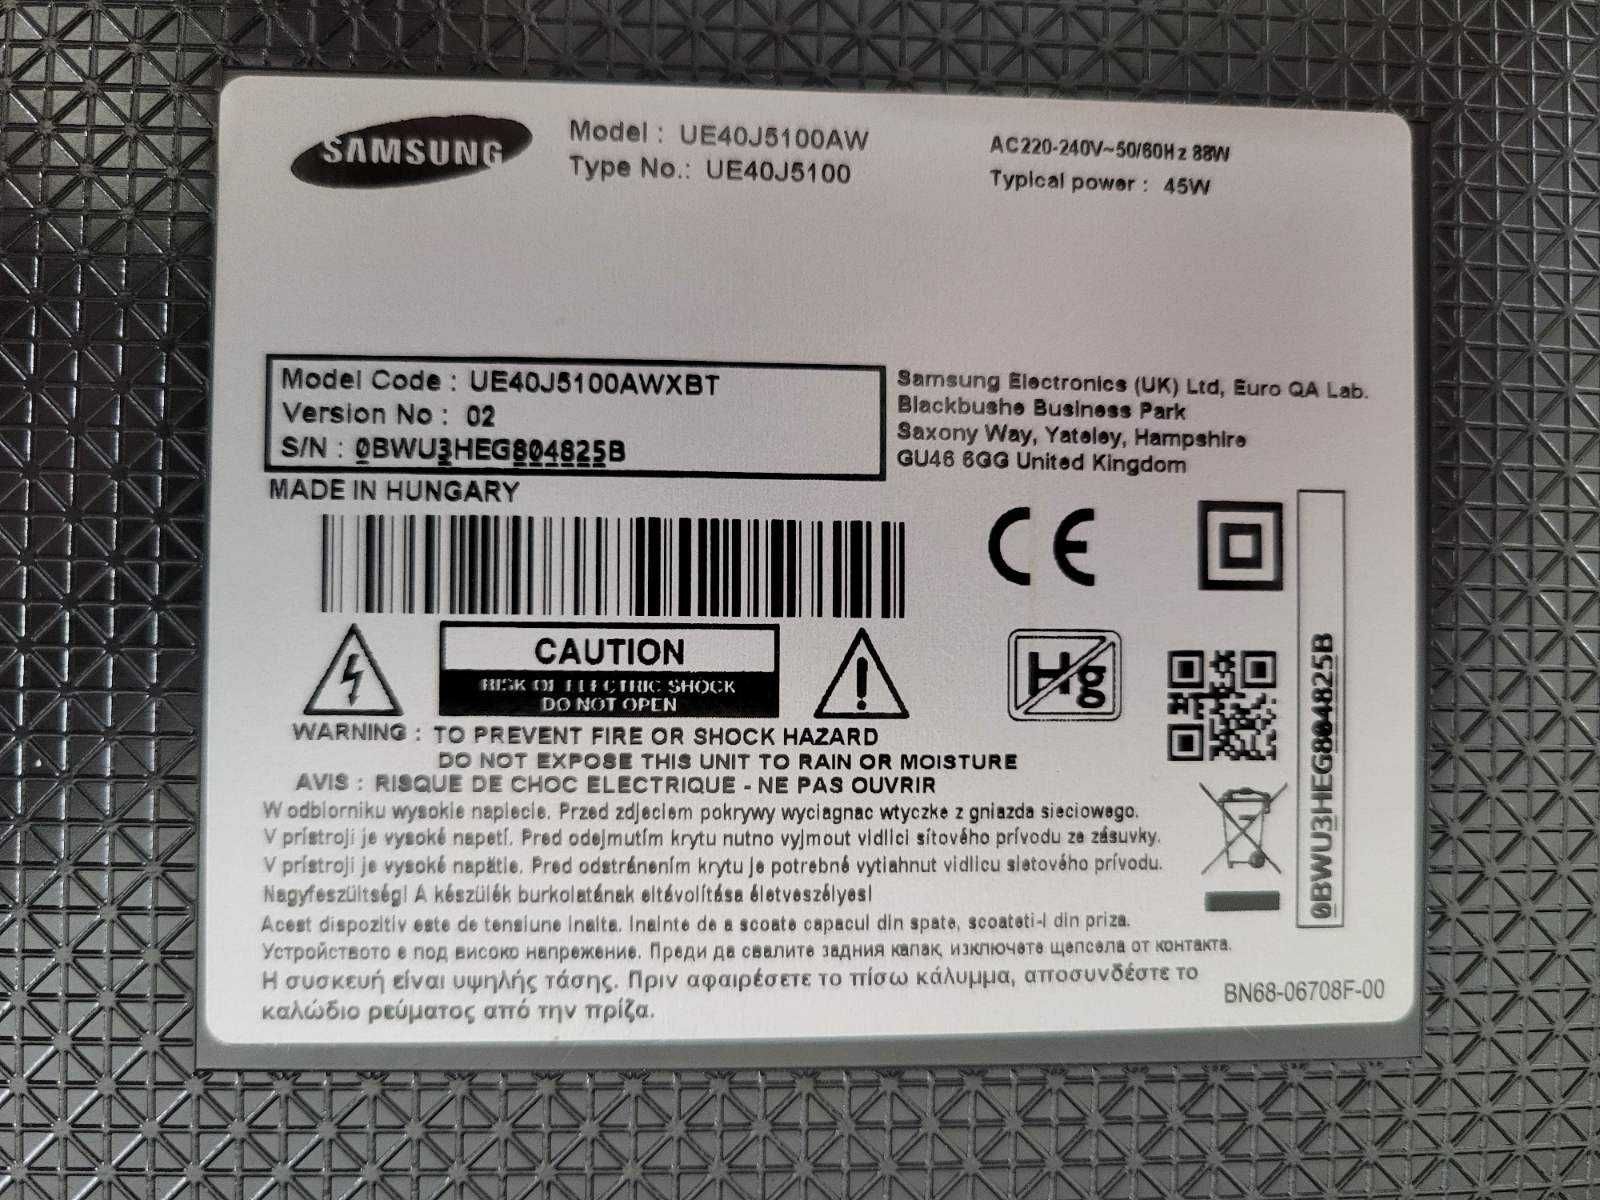 SAMSUNG
Model : UE40J5100AW
Type No.: UE40J5100
AC220-240V~50/60Hz 88W
Typical power : 45W
Model Code : UE40J5100AWXBT
Version No : 02
S/N : 0BWU3HEG804825B
MADE IN HUNGARY
Samsung Electronics (UK) Ltd, Euro QA Lab.
Blackbushe Business Park
Saxony Way, Yateley, Hampshire
GU46 6GG United Kingdom
CE
CAUTION
RISK OF ELECTRIC SHOCK
DO NOT OPEN
Hg
0BWU3HEG804825B
WARNING : TO PREVENT FIRE OR SHOCK HAZARD
DO NOT EXPOSE THIS UNIT TO RAIN OR MOISTURE
AVIS : RISQUE DE CHOC ELECTRIQUE - NE PAS OUVRIR
W odbiorniku wysokie napiecie. Przed zdjeciem pokrywy wyciagnac wtyczke z gniazda sieciowego.
V prístroji je vysoké napetí. Pred odejmutím krytu nutno vyjmout vidlici sítového prívodu ze zásuvky.
V prístroji je vysoké napätie. Pred odstránením krytu je potrebné vytiahnut vidlicu sietového prívodu.
Nagyfeszültség! A készülék burkolatának eltávolítása életveszélyes!
Acest dispozitiv este de tensiune inalta. Inainte de a scoate capacul din spate, scoateti-l din priza.
Устройството е под високо напрежение. Преди да свалите задния капак, изключете щепсела от контакта.
Η συσκευή είναι υψηλής τάσης. Πριν αφαιρέσετε το πίσω κάλυμμα, αποσυνδέστε το
καλώδιο ρεύματος από την πρίζα.
BN68-06708F-00